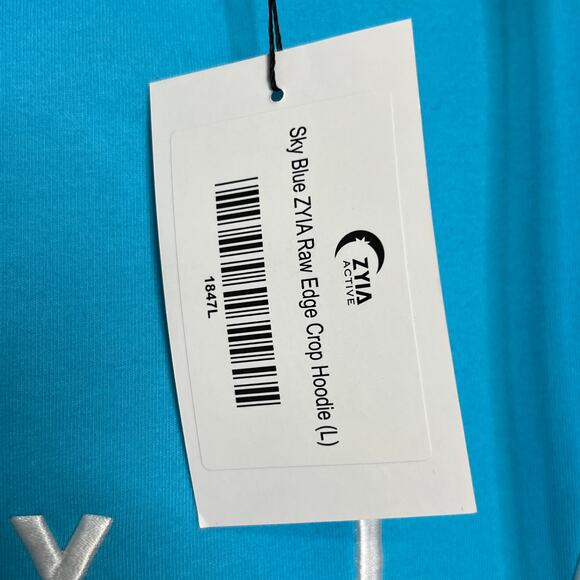 ZYIA
ACTIVE
Sky Blue ZYIA Raw Edge Crop Hoodie (L)
1847L
Y